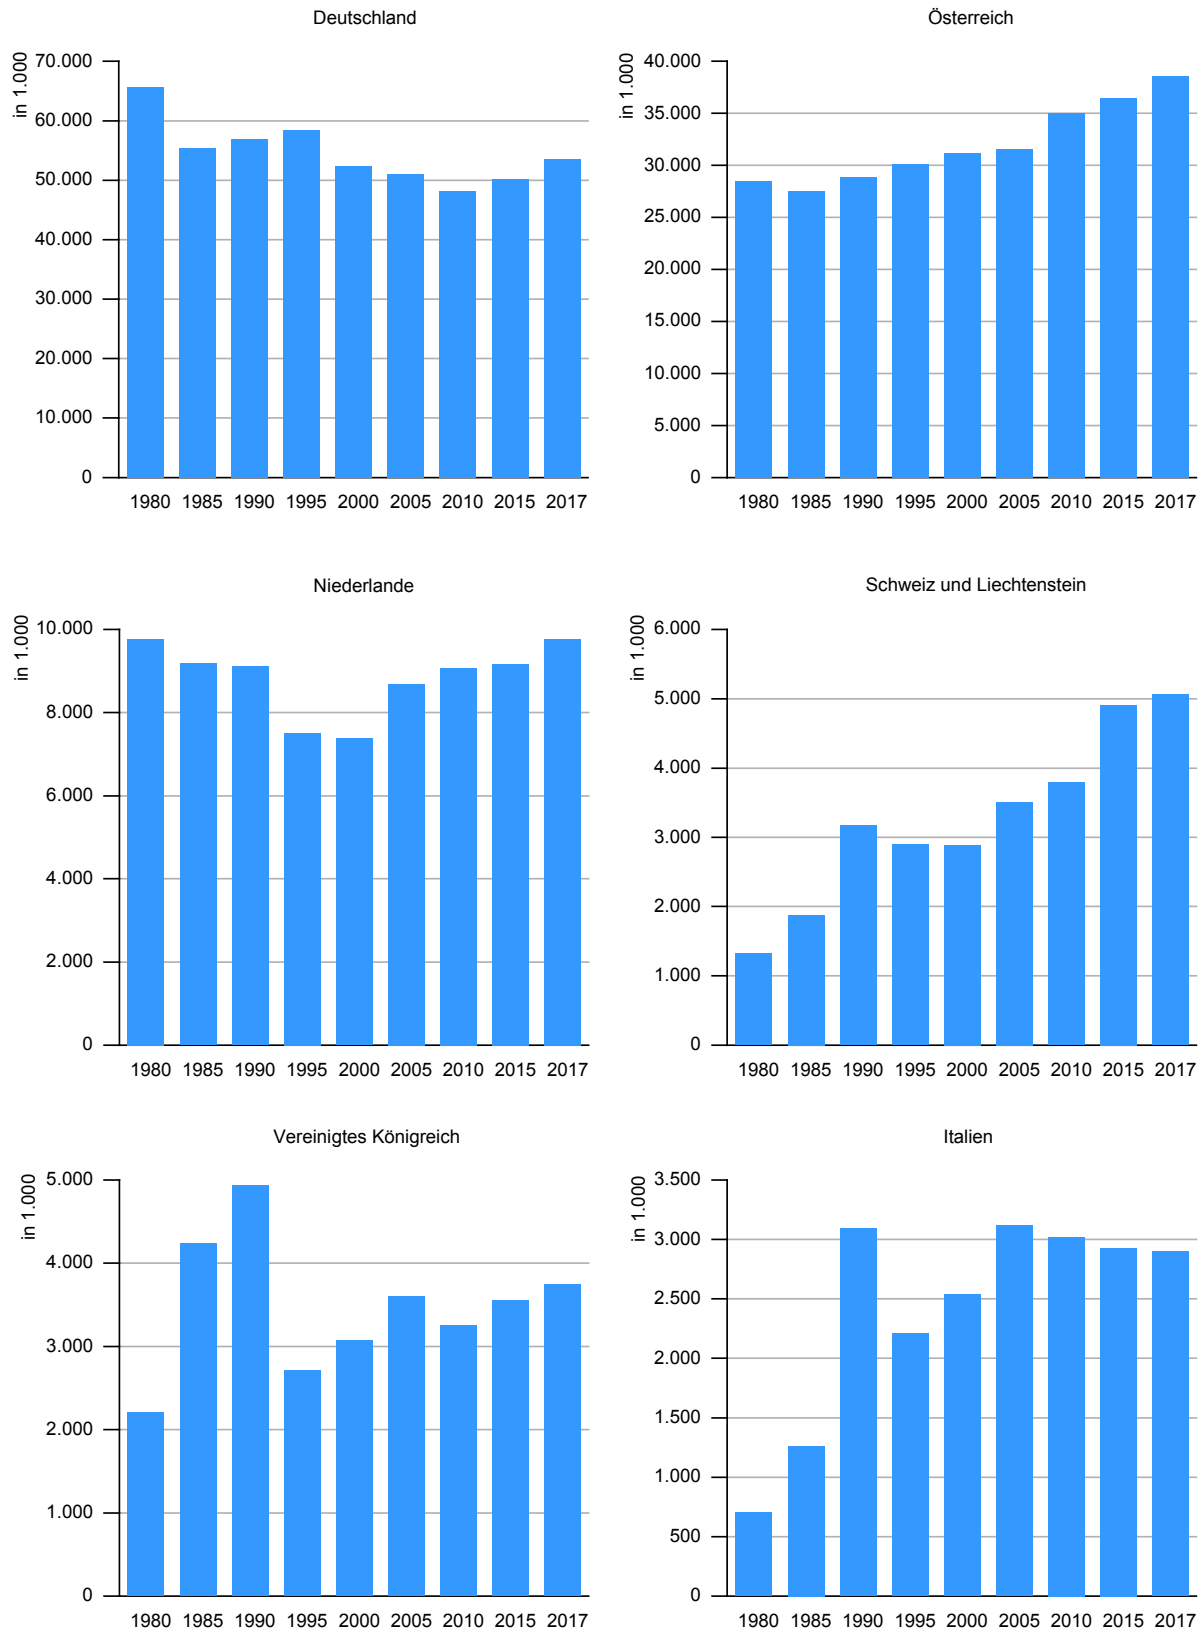 Deutschland
in 1.000
70.000
60.000
50.000
40.000
30.000
20.000
10.000
0
1980 1985 1990 1995 2000 2005 2010 2015 2017
Österreich
in 1.000
40.000
35.000
30.000
25.000
20.000
15.000
10.000
5.000
0
1980 1985 1990 1995 2000 2005 2010 2015 2017
Niederlande
in 1.000
10.000
8.000
6.000
4.000
2.000
0
1980 1985 1990 1995 2000 2005 2010 2015 2017
Schweiz und Liechtenstein
in 1.000
6.000
5.000
4.000
3.000
2.000
1.000
0
1980 1985 1990 1995 2000 2005 2010 2015 2017
Vereinigtes Königreich
in 1.000
5.000
4.000
3.000
2.000
1.000
0
1980 1985 1990 1995 2000 2005 2010 2015 2017
Italien
in 1.000
3.500
3.000
2.500
2.000
1.500
1.000
500
0
1980 1985 1990 1995 2000 2005 2010 2015 2017